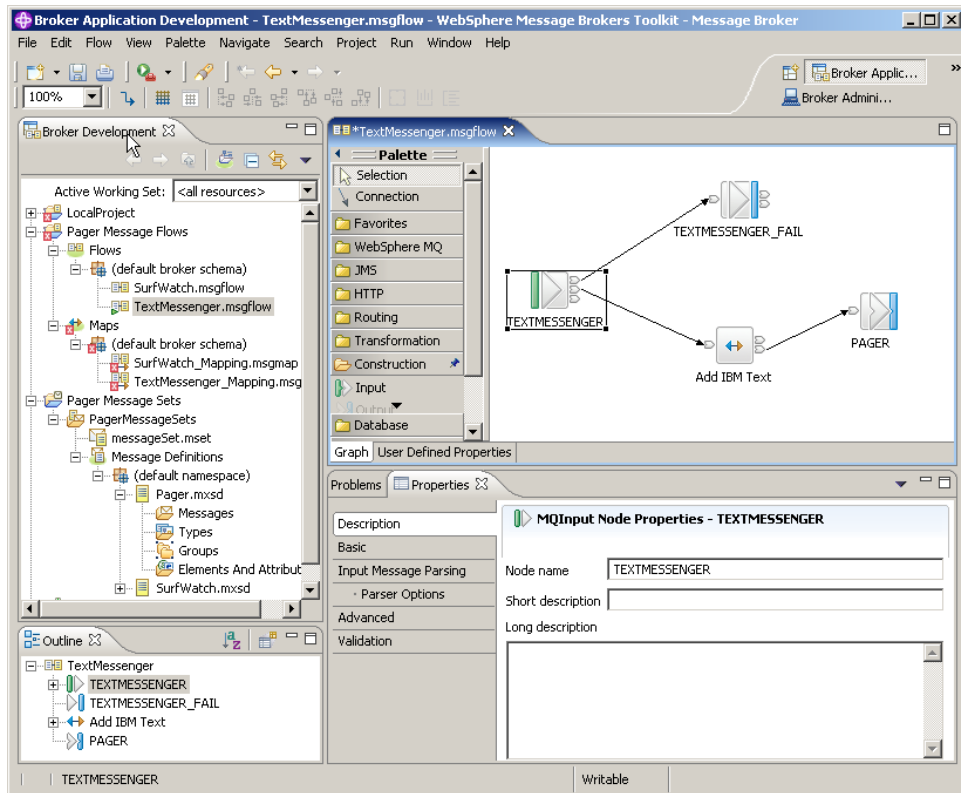 Broker Application Development - TextMessenger.msgflow - WebSphere Message Brokers Toolkit - Message Broker
File Edit Flow View Palette Navigate Search Project Run Window Help
Broker Applic...
»
100%
Broker Admini...
Broker Development
Active Working Set: <all resources>
LocalProject
Pager Message Flows
Flows
(default broker schema)
SurfWatch.msgflow
TextMessenger.msgflow
Maps
(default broker schema)
SurfWatch_Mapping.msgmap
TextMessenger_Mapping.msg
Pager Message Sets
PagerMessageSets
messageSet.mset
Message Definitions
(default namespace)
Pager.mxsd
Messages
Types
Groups
Elements And Attribut
SurfWatch.mxsd
*TextMessenger.msgflow
Palette
Selection
Connection
Favorites
WebSphere MQ
JMS
HTTP
Routing
Transformation
Construction
Input
Output
Database
TEXTMESSENGER_FAIL
TEXTMESSENGER
Add IBM Text
PAGER
Graph User Defined Properties
Problems Properties
Description
Basic
Input Message Parsing
Parser Options
Advanced
Validation
MQInput Node Properties - TEXTMESSENGER
Node name TEXTMESSENGER
Short description
Long description
Outline
TextMessenger
TEXTMESSENGER
TEXTMESSENGER_FAIL
Add IBM Text
PAGER
TEXTMESSENGER
Writable